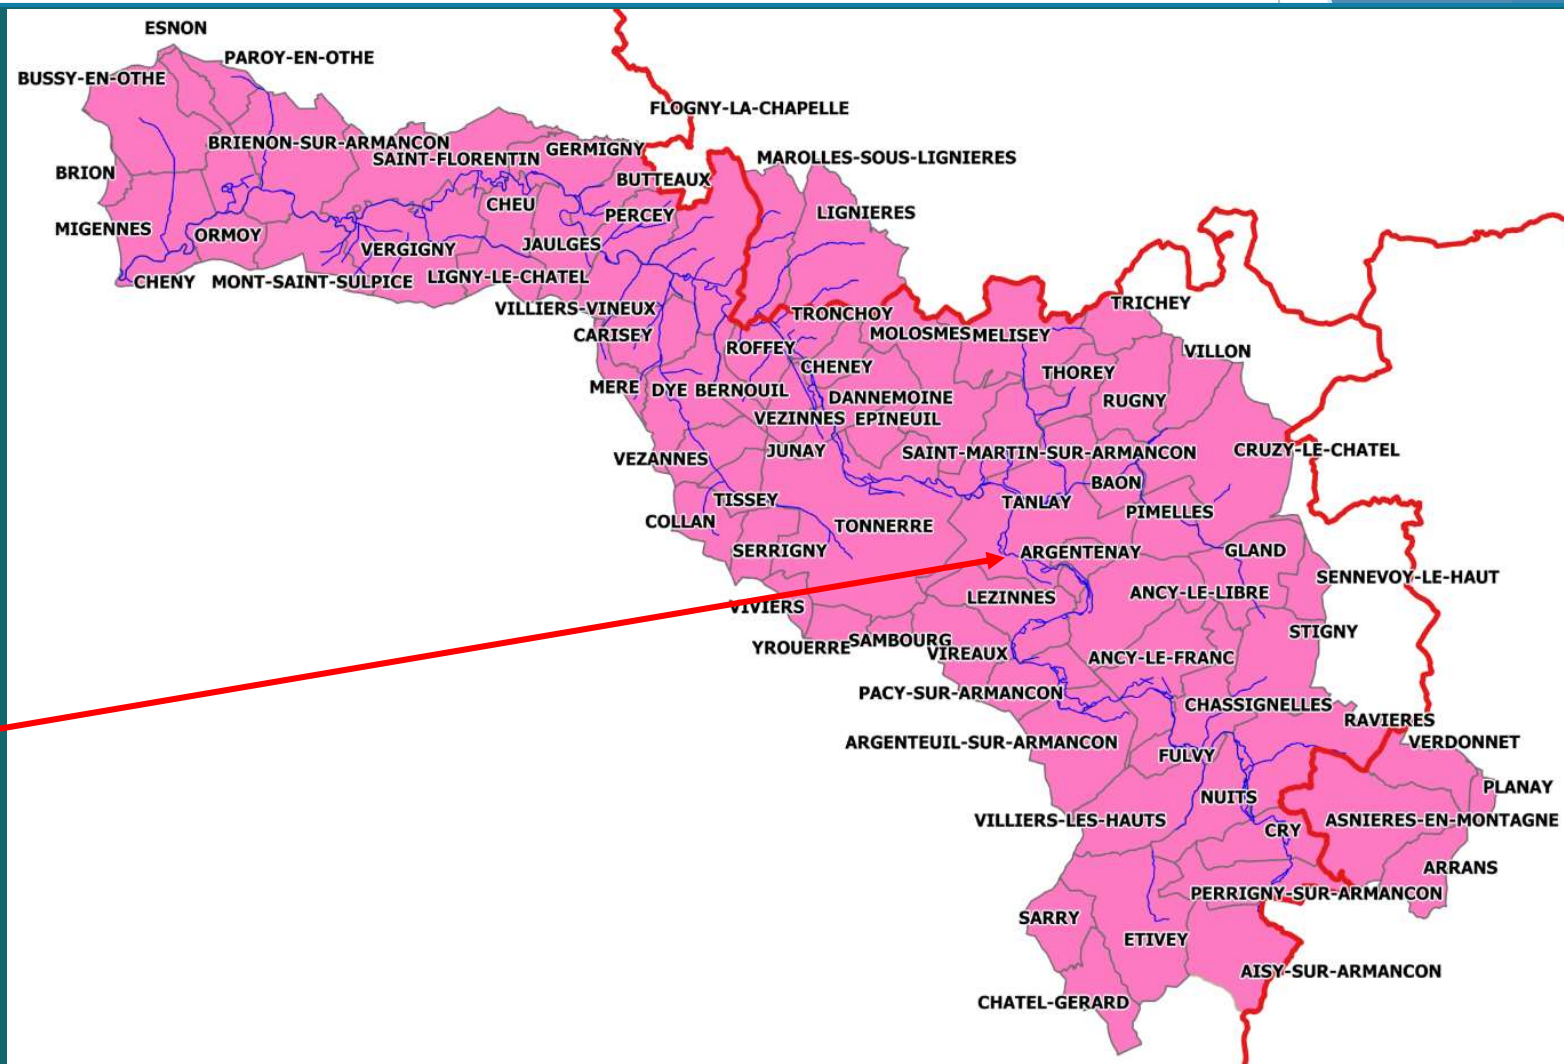 ESNON
PAROY-EN-OTHE
BUSSY-EN-OTHE
FLOGNY-LA-CHAPELLE
BRIENON-SUR-ARMANCON
GERMIGNY
SAINT-FLORENTIN
MAROLLES-SOUS-LIGNIERES
BRION
BUTTEAUX
CHEU
PERCEY
LIGNIERES
MIGENNES
ORMOY
VERGIGNY
JAULGES
CHENY
MONT-SAINT-SULPICE
LIGNY-LE-CHATEL
VILLIERS-VINEUX
TRONCHOY
TRICHEY
CARISEY
MOLOSMES
MELISEY
ROFFEY
VILLON
CHENEY
THOREY
MERE
DYE
BERNOUIL
DANNEMOINE
RUGNY
VEZINNES
EPINEUIL
VEZANNES
JUNAY
SAINT-MARTIN-SUR-ARMANCON
CRUZY-LE-CHATEL
BAON
TISSEY
TANLAY
PIMELLES
COLLAN
TONNERRE
SERRIGNY
ARGENTENAY
GLAND
SENNEVOY-LE-HAUT
LEZINNES
ANCY-LE-LIBRE
VIVIERS
STIGNY
YROUERRE
SAMBOURG
VIREAUX
ANCY-LE-FRANC
PACY-SUR-ARMANCON
CHASSIGNELLES
RAVIERES
ARGENTEUIL-SUR-ARMANCON
VERDONNET
FULVY
PLANAY
NUITS
VILLIERS-LES-HAUTS
CRY
ASNIERES-EN-MONTAGNE
ARRANS
PERRIGNY-SUR-ARMANCON
SARRY
ETIVEY
AISY-SUR-ARMANCON
CHATEL-GERARD